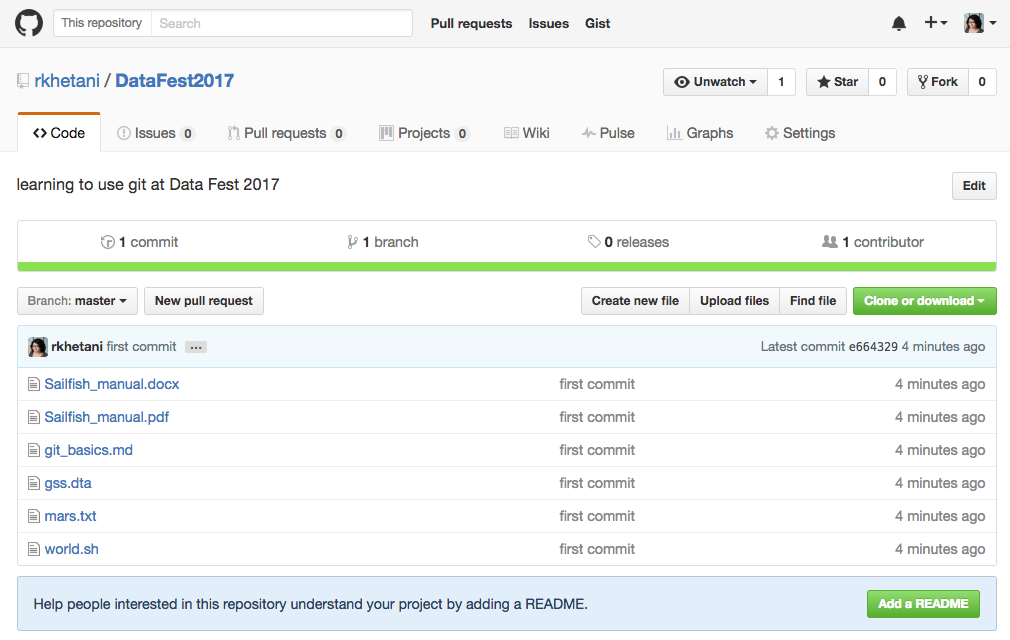 This repository Search Pull requests Issues Gist
rkhetani / DataFest2017 Unwatch 1 Star 0 Fork 0
Code Issues 0 Pull requests 0 Projects 0 Wiki Pulse Graphs Settings
learning to use git at Data Fest 2017 Edit
1 commit 1 branch 0 releases 1 contributor
Branch: master New pull request Create new file Upload files Find file Clone or download
rkhetani first commit ... Latest commit e664329 4 minutes ago
Sailfish_manual.docx first commit 4 minutes ago
Sailfish_manual.pdf first commit 4 minutes ago
git_basics.md first commit 4 minutes ago
gss.dta first commit 4 minutes ago
mars.txt first commit 4 minutes ago
world.sh first commit 4 minutes ago
Help people interested in this repository understand your project by adding a README. Add a README